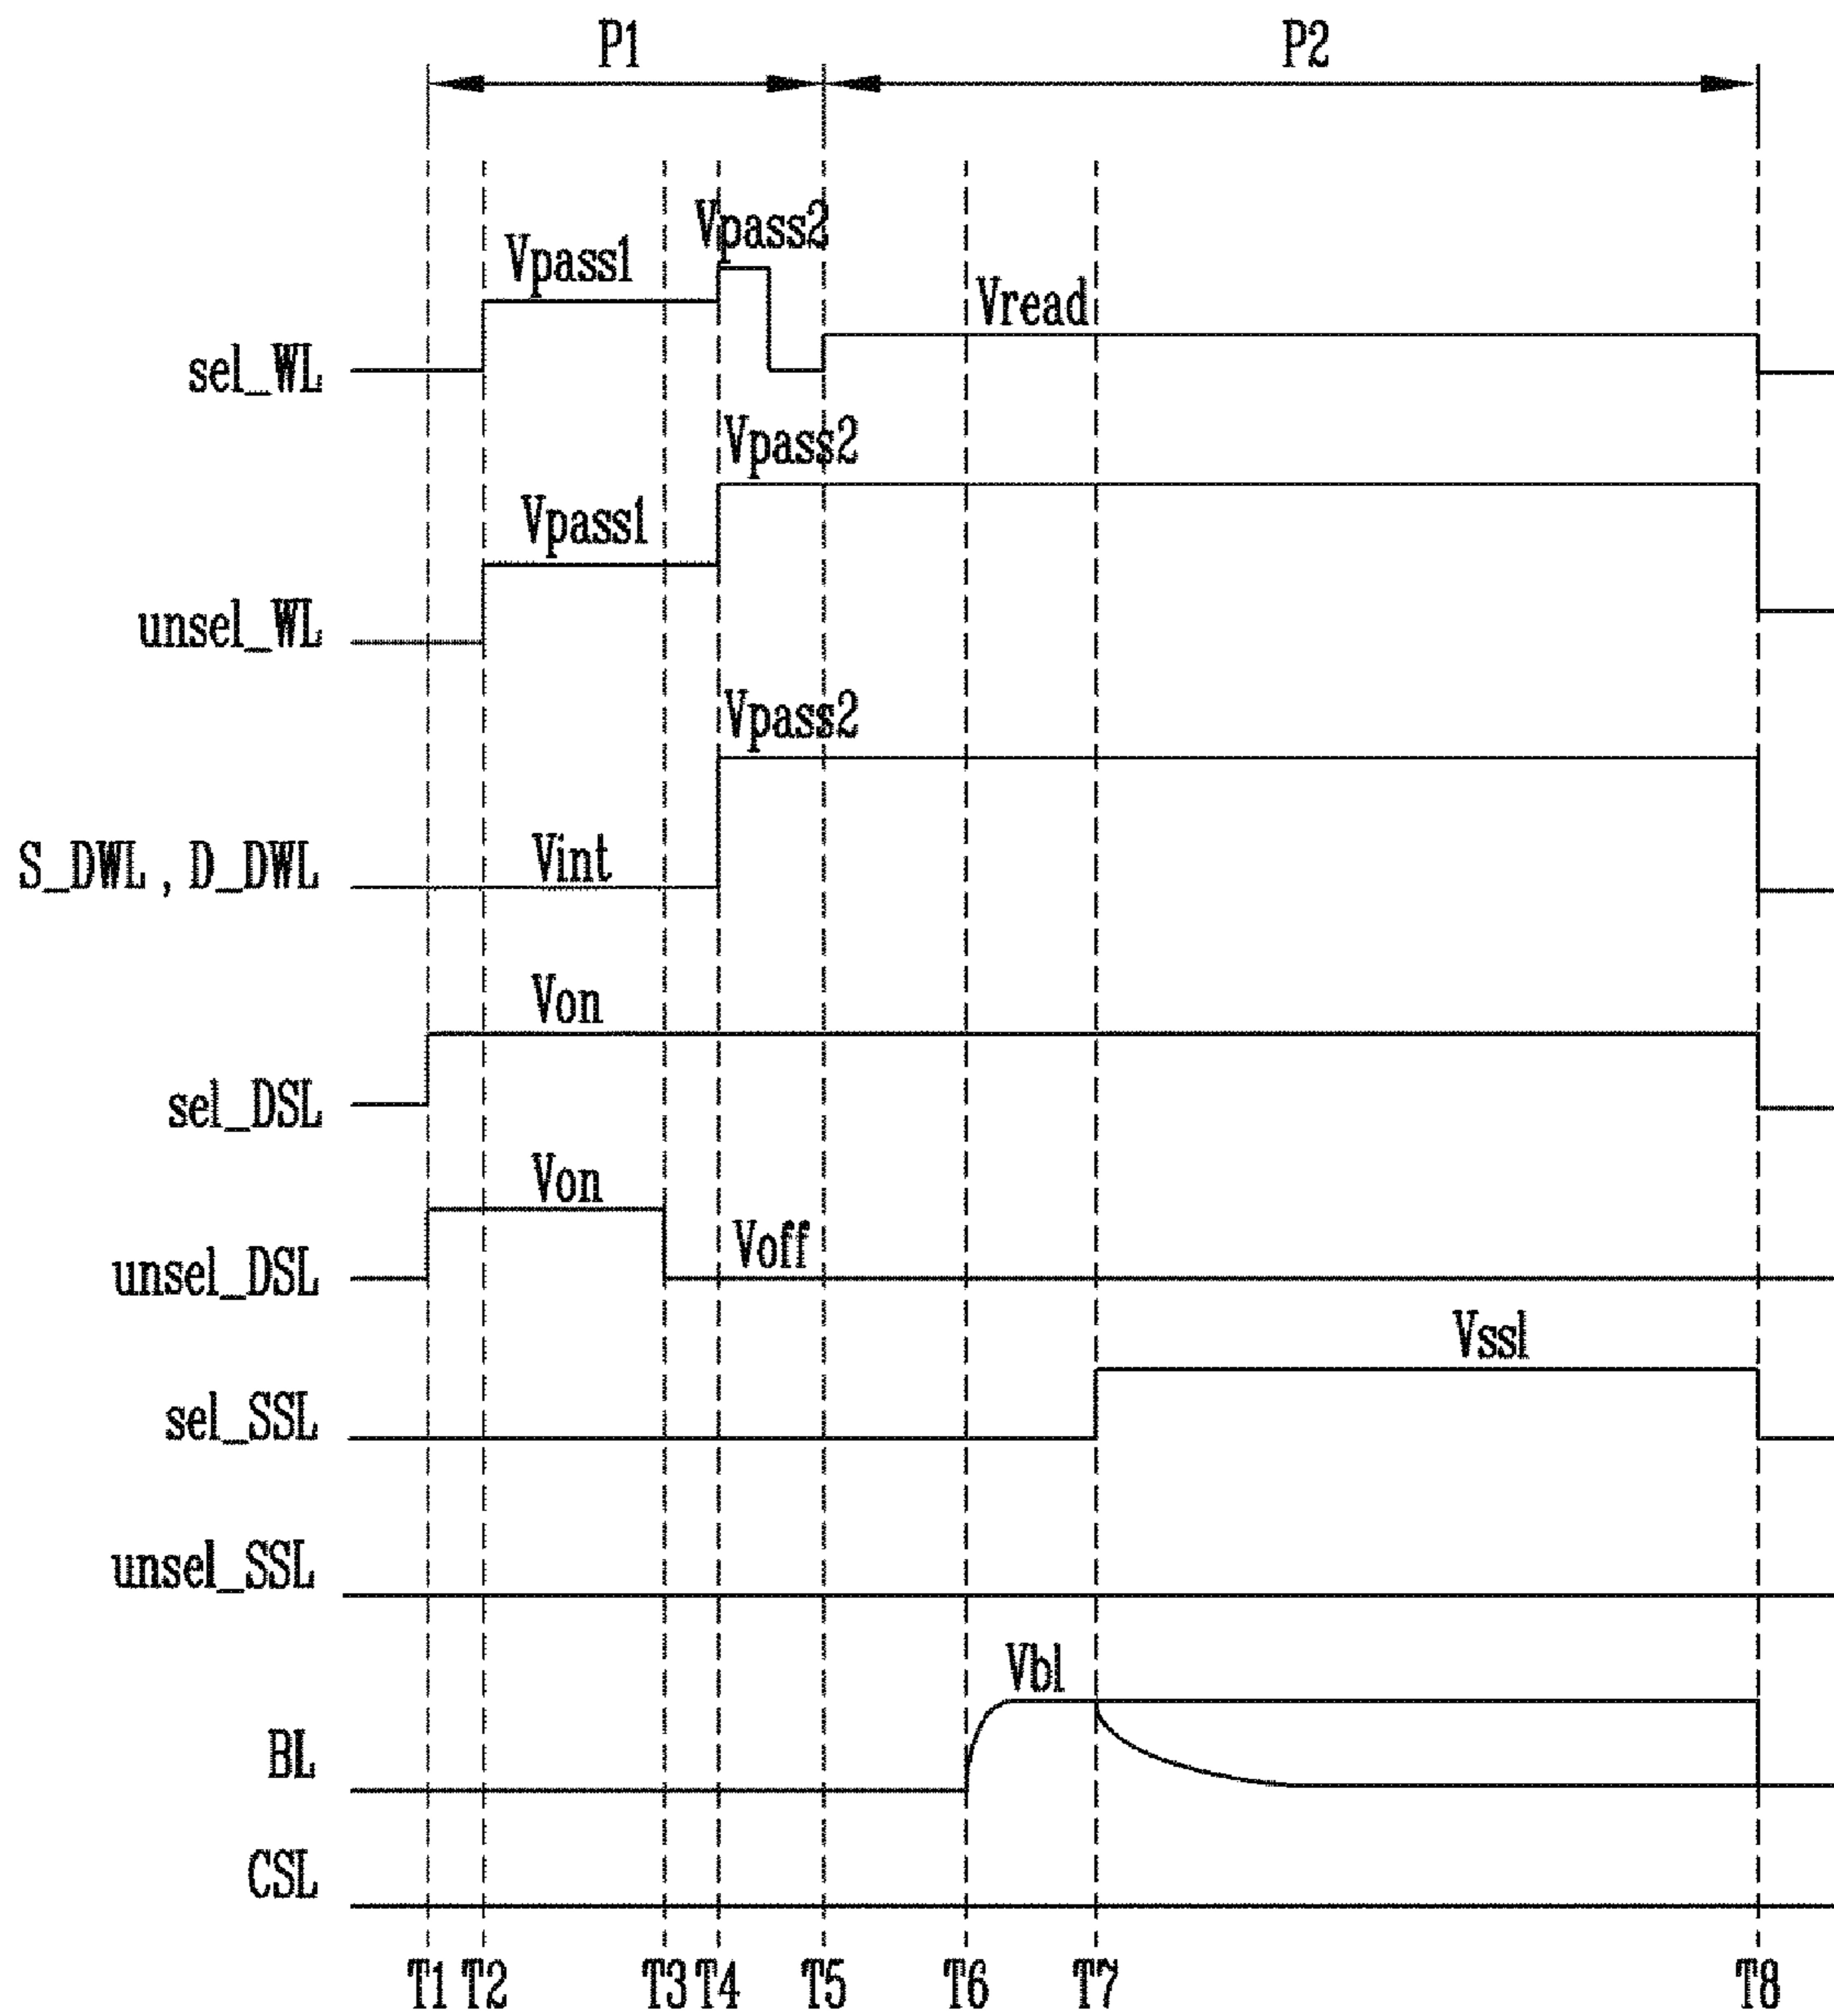 P1 P2
Vpass2
Vpass1
Vread
sel_WL
Vpass2
Vpass1
unsel_WL
Vpass2
Vint
S_DWL , D_DWL
Von
sel_DSL
Von
Voff
unsel_DSL
Vssl
sel_SSL
unsel_SSL
Vbl
BL
CSL
T1 T2 T3 T4 T5 T6 T7 T8